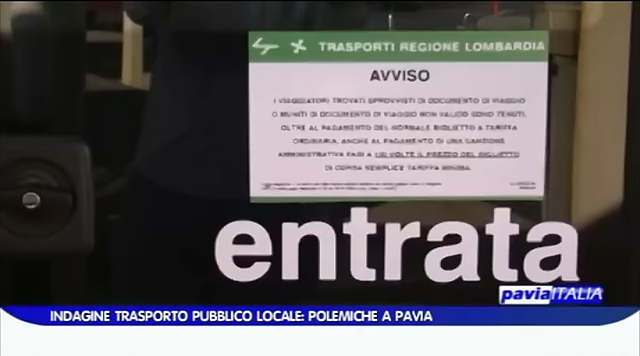 TRASPORTI REGIONE LOMBARDIA
AVVISO
I VIAGGIATORI TROVATI SPROVVISTI DI DOCUMENTO DI VIAGGIO
O MUNITI DI DOCUMENTO DI VIAGGIO NON VALIDO SONO TENUTI,
OLTRE AL PAGAMENTO DEL NORMALE BIGLIETTO A TARIFFA
ORDINARIA, ANCHE AL PAGAMENTO DI UNA SANZIONE
AMMINISTRATIVA PARI A 100 VOLTE IL PREZZO DEL BIGLIETTO
DI CORSA SEMPLICE TARIFFA MINIMA.
entrata
paviaITALIA
INDAGINE TRASPORTO PUBBLICO LOCALE: POLEMICHE A PAVIA